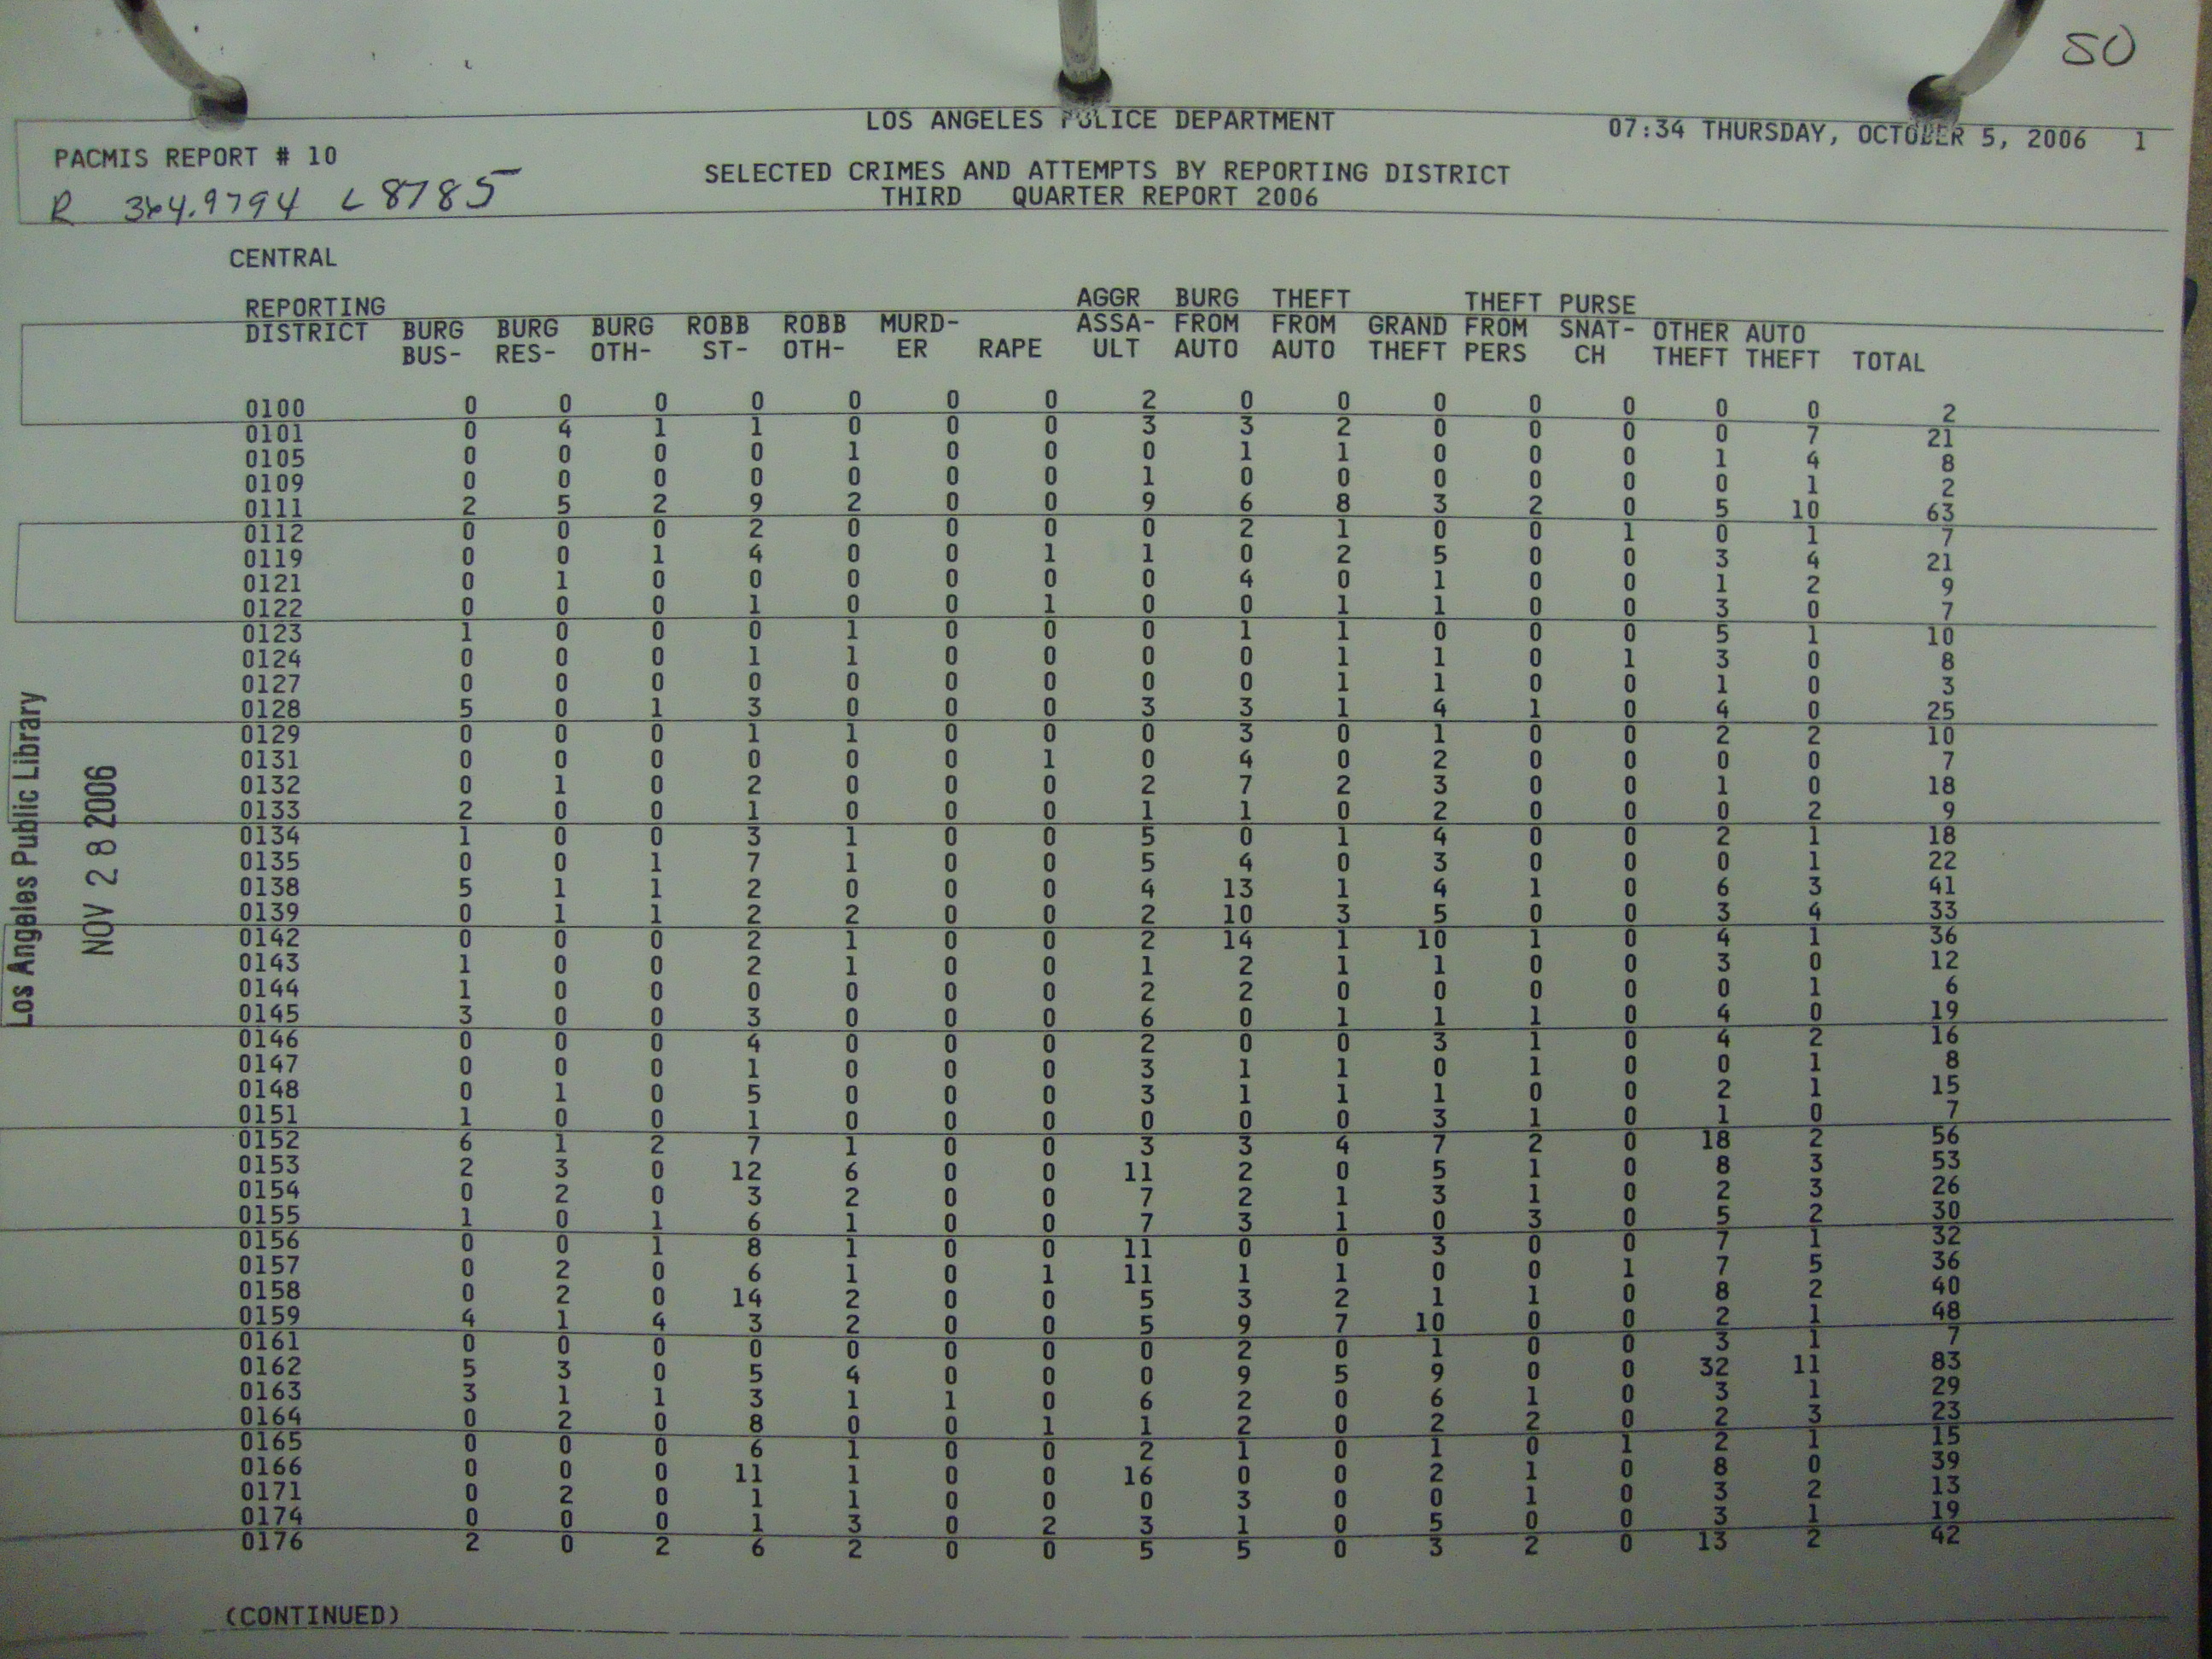 50
LOS ANGELES POLICE DEPARTMENT
07:34 THURSDAY, OCTOBER 5, 2006 1
PACMIS REPORT # 10
SELECTED CRIMES AND ATTEMPTS BY REPORTING DISTRICT
R 364.9794 L8785
THIRD QUARTER REPORT 2006
CENTRAL
REPORTING AGGR BURG THEFT THEFT PURSE
DISTRICT BURG BURG BURG ROBB ROBB MURD- ASSA- FROM FROM GRAND FROM SNAT- OTHER AUTO
BUS- RES- OTH- ST- OTH- ER RAPE ULT AUTO AUTO THEFT PERS CH THEFT THEFT TOTAL
0100 0 0 0 0 0 0 0 2 0 0 0 0 0 0 0 2
0101 0 4 1 1 0 0 0 3 3 2 0 0 0 0 7 21
0105 0 0 0 0 1 0 0 0 1 1 0 0 0 1 4 8
0109 0 0 0 0 0 0 0 1 0 0 0 0 0 0 1 2
0111 2 5 2 9 2 0 0 9 6 8 3 2 0 5 10 63
0112 0 0 0 2 0 0 0 0 2 1 0 0 1 0 1 7
0119 0 0 1 4 0 0 1 1 0 2 5 0 0 3 4 21
0121 0 1 0 0 0 0 0 0 4 0 1 0 0 1 2 9
0122 0 0 0 1 0 0 1 0 0 1 1 0 0 3 0 7
0123 1 0 0 0 1 0 0 0 1 1 0 0 0 5 1 10
0124 0 0 0 1 1 0 0 0 0 1 1 0 1 3 0 8
0127 0 0 0 0 0 0 0 0 0 1 1 0 0 1 0 3
0128 5 0 1 3 0 0 0 3 3 1 4 1 0 4 0 25
0129 0 0 0 1 1 0 0 0 3 0 1 0 0 2 2 10
0131 0 0 0 0 0 0 1 0 4 0 2 0 0 0 0 7
0132 0 1 0 2 0 0 0 2 7 2 3 0 0 1 0 18
0133 2 0 0 1 0 0 0 1 1 0 2 0 0 0 2 9
0134 1 0 0 3 1 0 0 5 0 1 4 0 0 2 1 18
0135 0 0 1 7 1 0 0 5 4 0 3 0 0 0 1 22
0138 5 1 1 2 0 0 0 4 13 1 4 1 0 6 3 41
0139 0 1 1 2 2 0 0 2 10 3 5 0 0 3 4 33
0142 0 0 0 2 1 0 0 2 14 1 10 1 0 4 1 36
0143 1 0 0 2 1 0 0 1 2 1 1 0 0 3 0 12
0144 1 0 0 0 0 0 0 2 2 0 0 0 0 0 1 6
0145 3 0 0 3 0 0 0 6 0 1 1 1 0 4 0 19
0146 0 0 0 4 0 0 0 2 0 0 3 1 0 4 2 16
0147 0 0 0 1 0 0 0 3 1 1 0 1 0 0 1 8
0148 0 1 0 5 0 0 0 3 1 1 1 0 0 2 1 15
0151 1 0 0 1 0 0 0 0 0 0 3 1 0 1 0 7
0152 6 1 2 7 1 0 0 3 3 4 7 2 0 18 2 56
0153 2 3 0 12 6 0 0 11 2 0 5 1 0 8 3 53
0154 0 2 0 3 2 0 0 7 2 1 3 1 0 2 3 26
0155 1 0 1 6 1 0 0 7 3 1 0 3 0 5 2 30
0156 0 0 1 8 1 0 0 11 0 0 3 0 0 7 1 32
0157 0 2 0 6 1 0 1 11 1 1 0 0 1 7 5 36
0158 0 2 0 14 2 0 0 5 3 2 1 1 0 8 2 40
0159 4 1 4 3 2 0 0 5 9 7 10 0 0 2 1 48
0161 0 0 0 0 0 0 0 0 2 0 1 0 0 3 1 7
0162 5 3 0 5 4 0 0 0 9 5 9 0 0 32 11 83
0163 3 1 1 3 1 1 0 6 2 0 6 1 0 3 1 29
0164 0 2 0 8 0 0 1 1 2 0 2 2 0 2 3 23
0165 0 0 0 6 1 0 0 2 1 0 1 0 1 2 1 15
0166 0 0 0 11 1 0 0 16 0 0 2 1 0 8 0 39
0171 0 2 0 1 1 0 0 0 3 0 0 1 0 3 2 13
0174 0 0 0 1 3 0 2 3 1 0 5 0 0 3 1 19
0176 2 0 2 6 2 0 0 5 5 0 3 2 0 13 2 42
(CONTINUED)
Los Angeles Public Library
NOV 28 2006